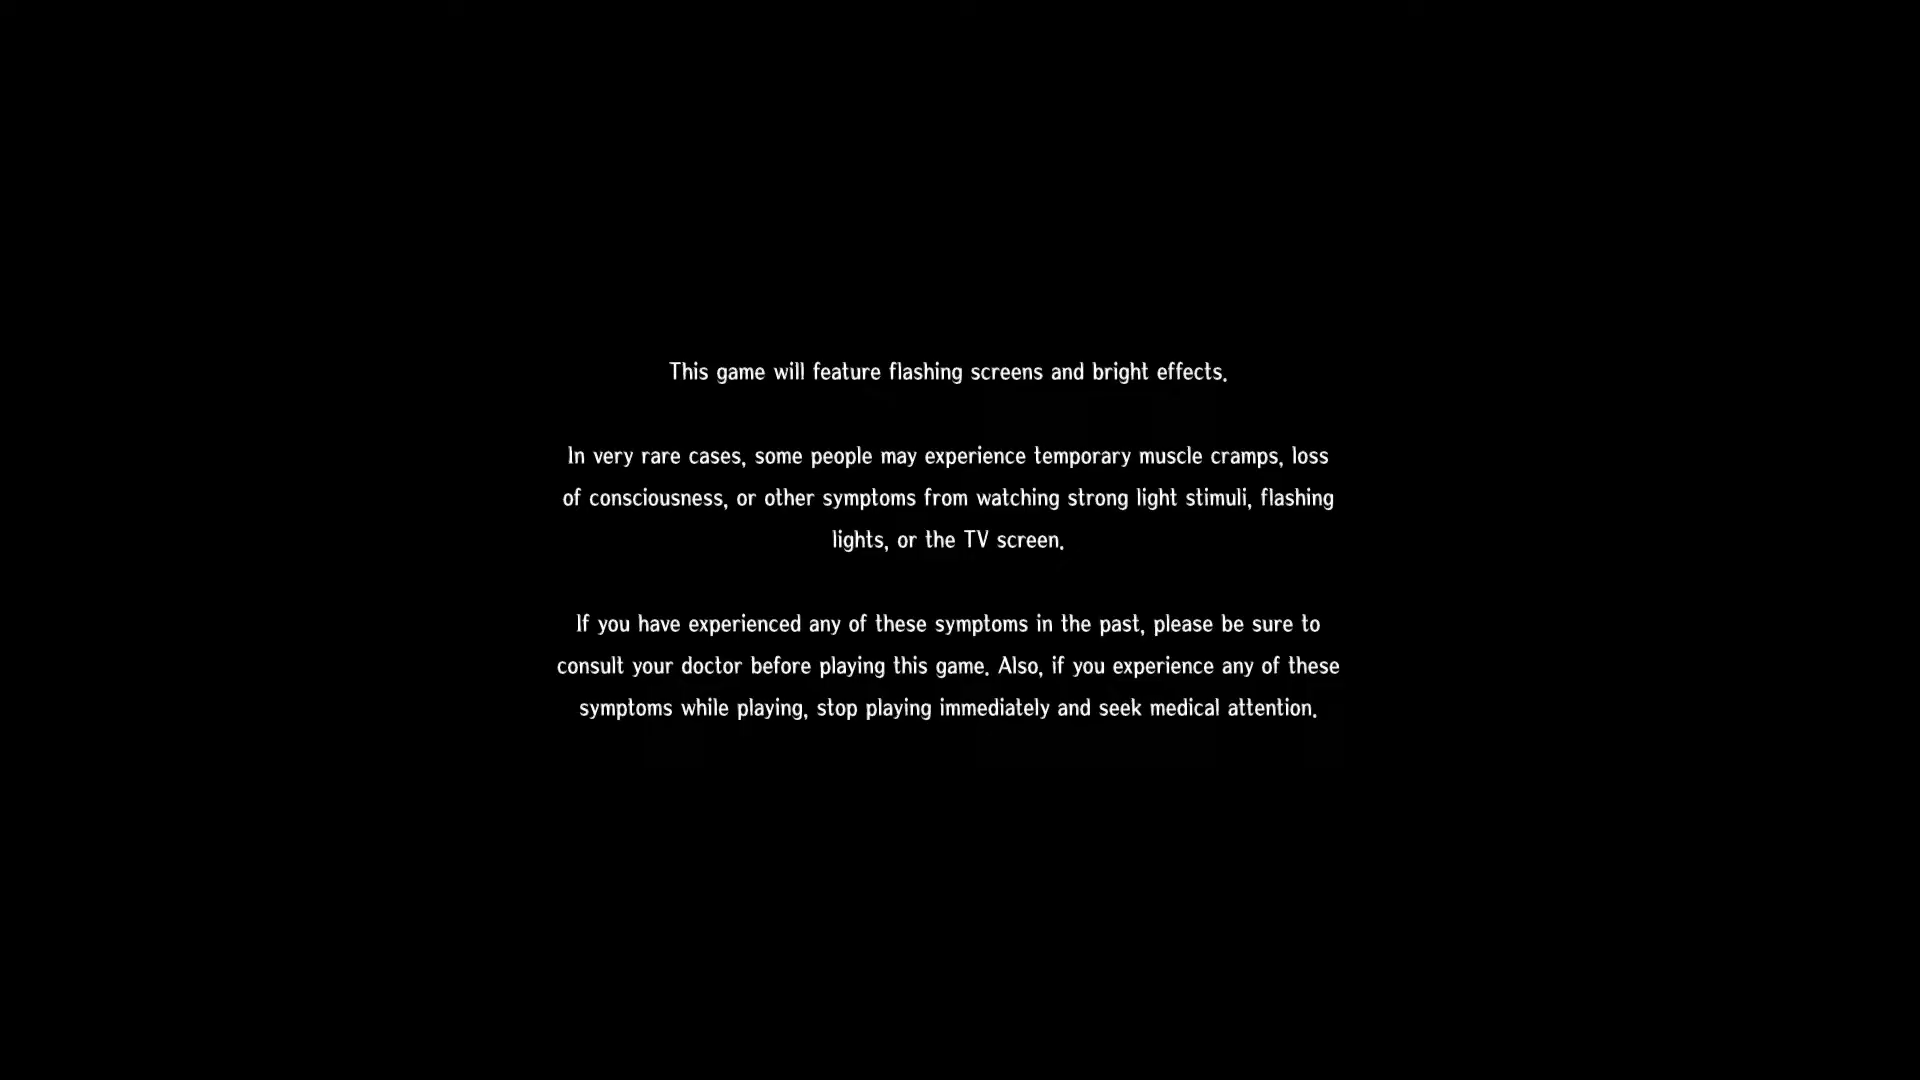 This game will feature flashing screens and bright effects.
In very rare cases, some people may experience temporary muscle cramps, loss
of consciousness, or other symptoms from watching strong light stimuli, flashing
lights, or the TV screen.
If you have experienced any of these symptoms in the past, please be sure to
consult your doctor before playing this game. Also, if you experience any of these
symptoms while playing, stop playing immediately and seek medical attention.